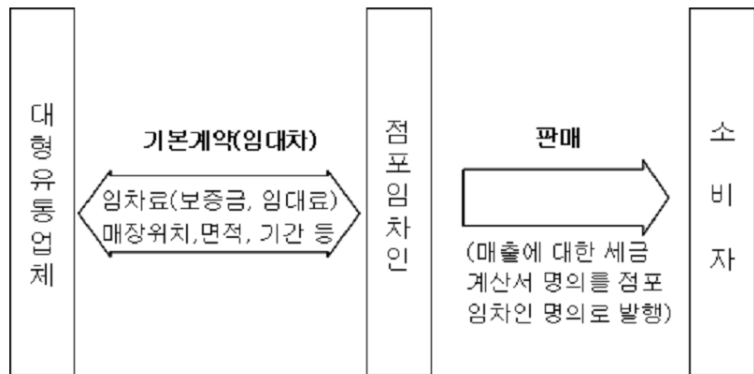 대형유통업체
기본계약(임대차)
임차료(보증금, 임대료)
매장위치,면적, 기간 등
점포임차인
판매
(매출에 대한 세금
계산서 명의를 점포
임차인 명의로 발행)
소비자